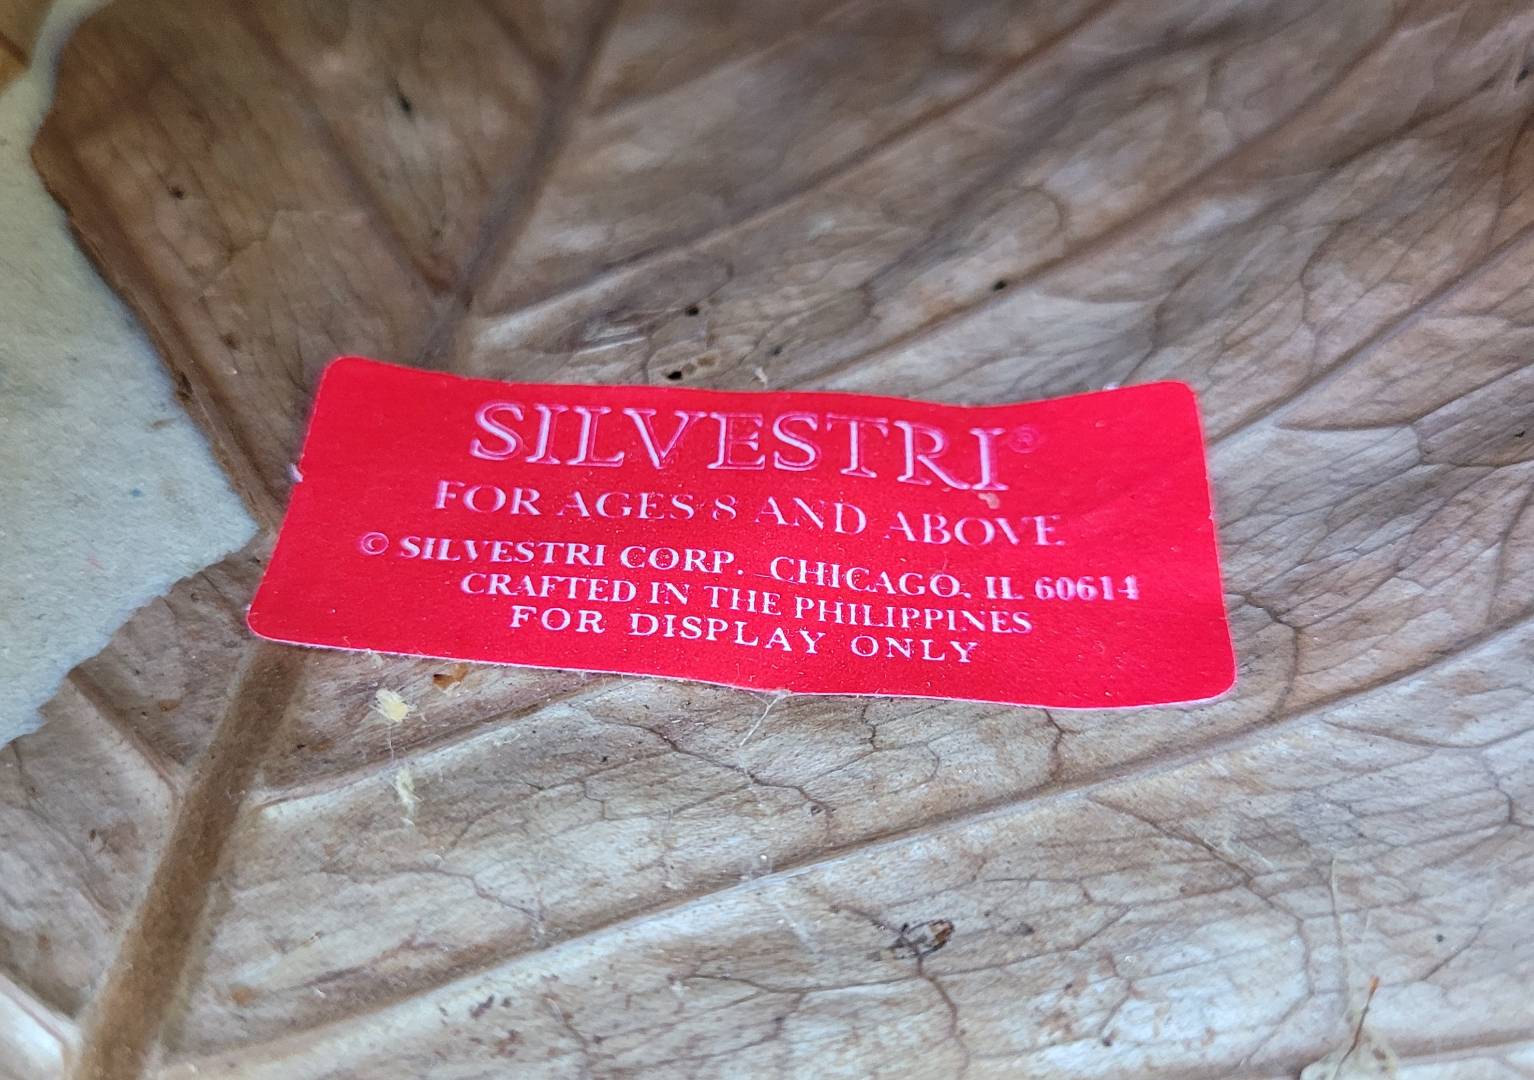 SILVESTRI®
FOR AGES 8 AND ABOVE
© SILVESTRI CORP. CHICAGO, IL 60614
CRAFTED IN THE PHILIPPINES
FOR DISPLAY ONLY